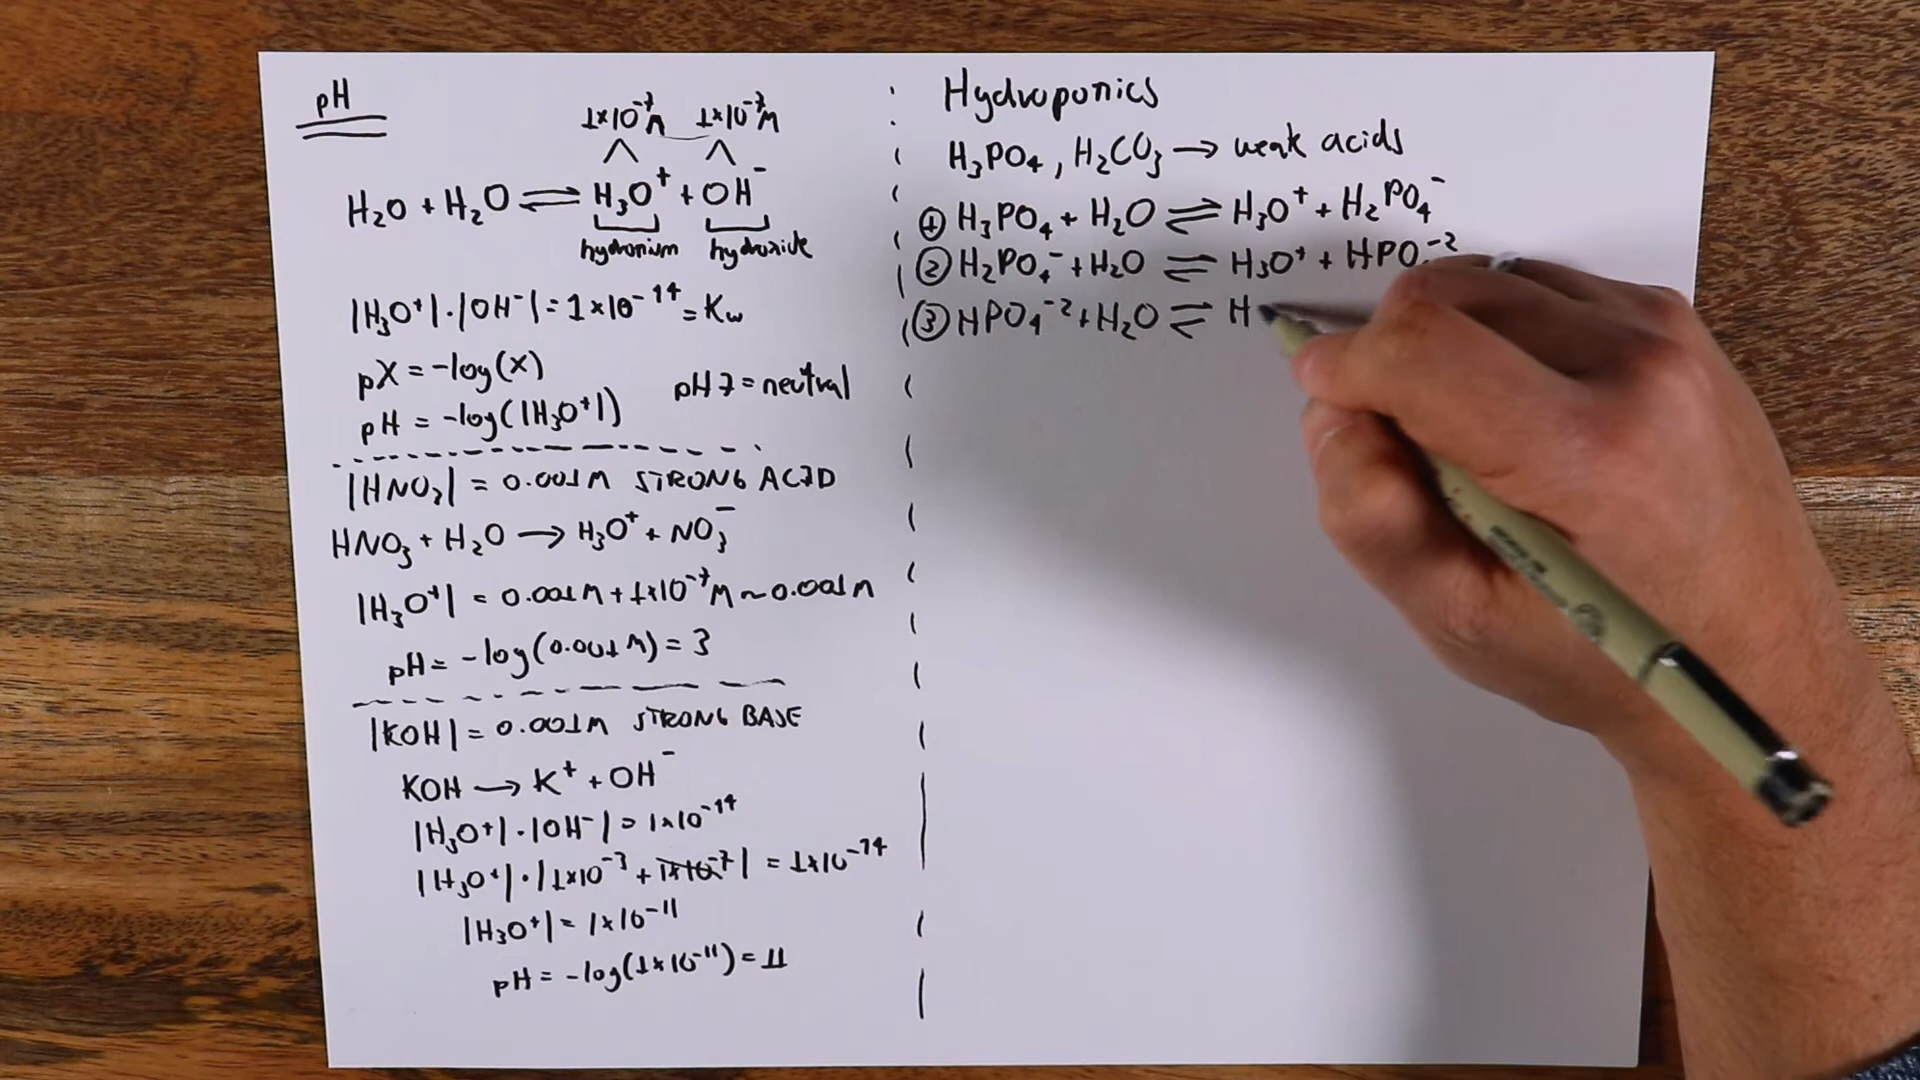 pH
1×10⁻⁷M 1×10⁻⁷M
H₂O + H₂O ⇌ H₃O⁺ + OH⁻
hydronium hydroxide
|H₃O⁺|·|OH⁻| = 1×10⁻¹⁴ = Kw
pX = -log(x)
pH 7 = neutral
pH = -log(|H₃O⁺|)
|HNO₃| = 0.001M STRONG ACID
HNO₃ + H₂O → H₃O⁺ + NO₃⁻
|H₃O⁺| = 0.001M + 1×10⁻⁷M ~ 0.001M
pH = -log(0.001M) = 3
|KOH| = 0.001M STRONG BASE
KOH → K⁺ + OH⁻
|H₃O⁺|·|OH⁻| = 1×10⁻¹⁴
|H₃O⁺|·|1×10⁻³ + 1×10⁻⁷| = 1×10⁻¹⁴
|H₃O⁺| = 1×10⁻¹¹
pH = -log(1×10⁻¹¹) = 11
Hydroponics
H₃PO₄, H₂CO₃ → weak acids
① H₃PO₄ + H₂O ⇌ H₃O⁺ + H₂PO₄⁻
② H₂PO₄⁻ + H₂O ⇌ H₃O⁺ + HPO⁻²
③ HPO₄⁻² + H₂O ⇌ H